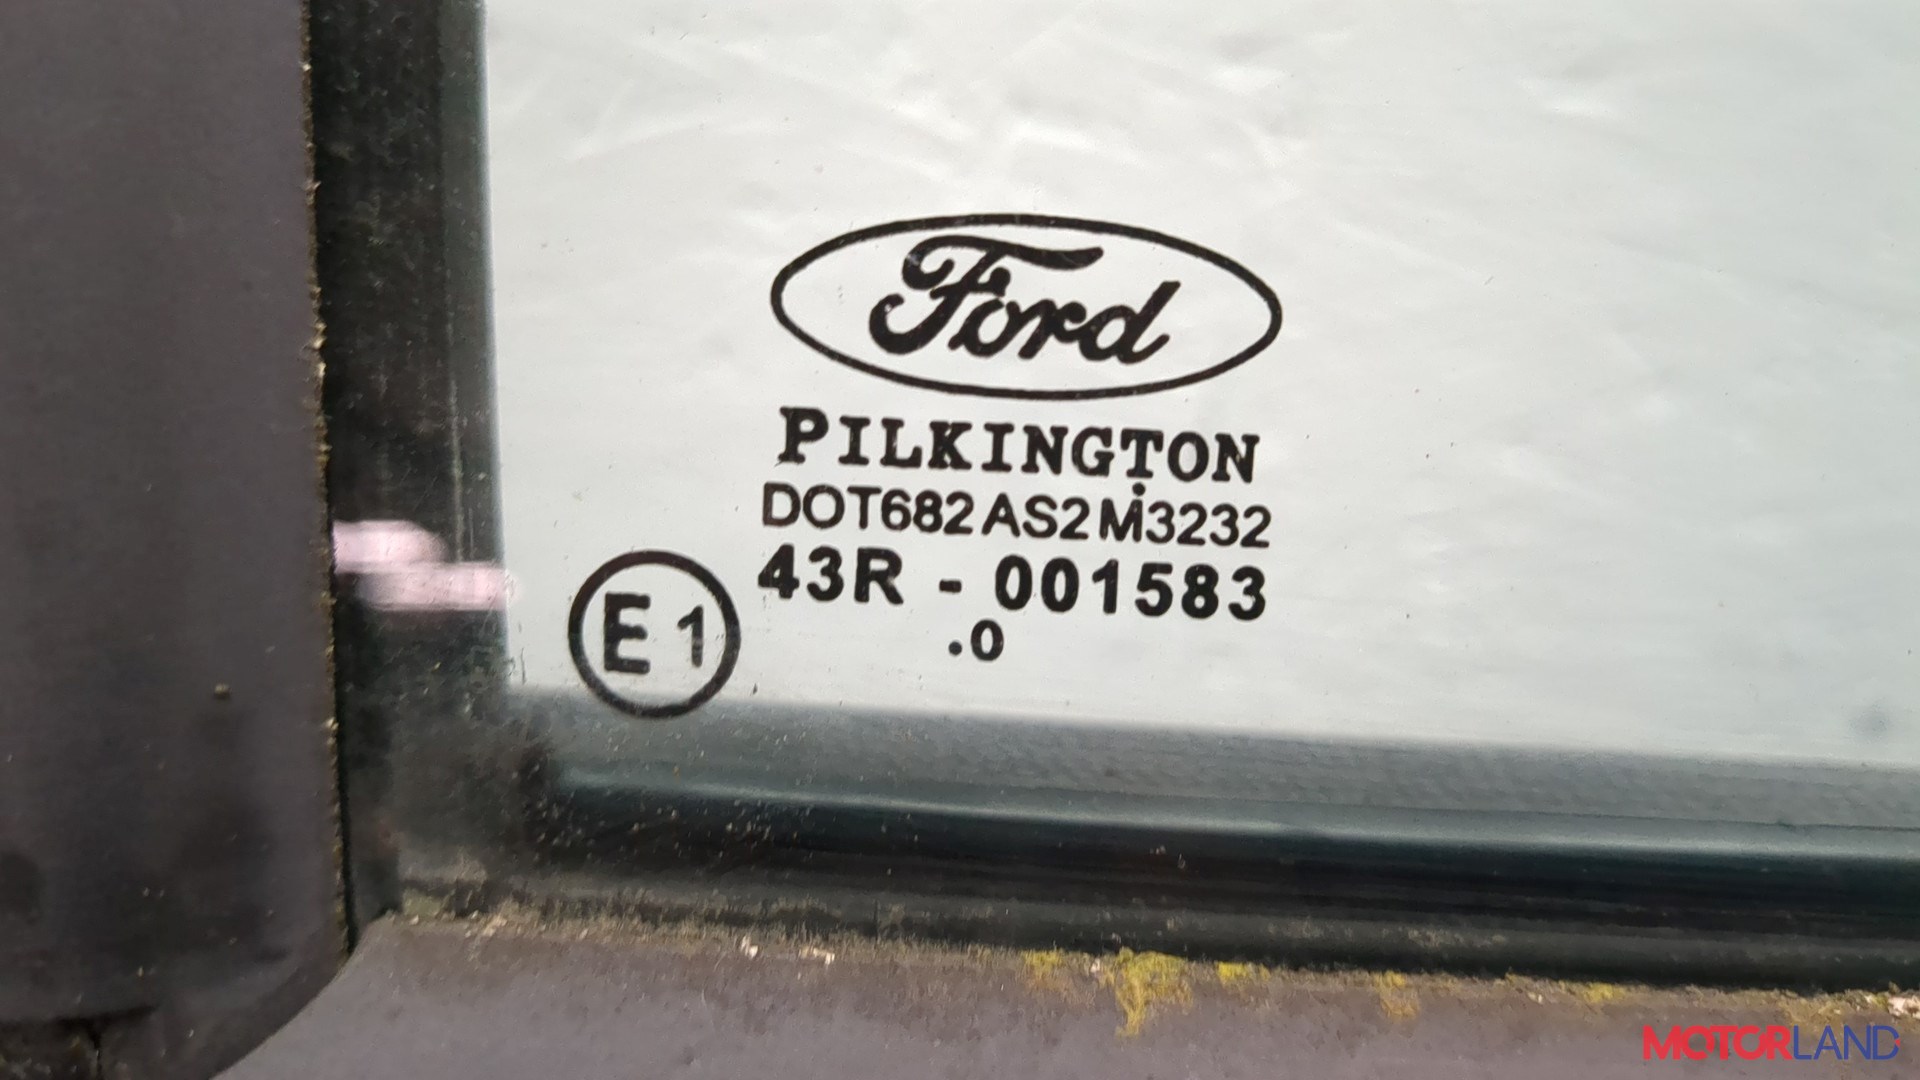 Ford
PILKINGTON
DOT682 AS2 M3232
43R - 001583
E1
.0
MOTORLAND